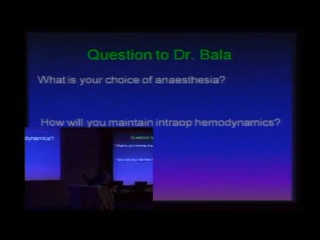 Question to Dr. Bala
What is your choice of anaesthesia?
How will you maintain intraop hemodynamics?
dynamics?